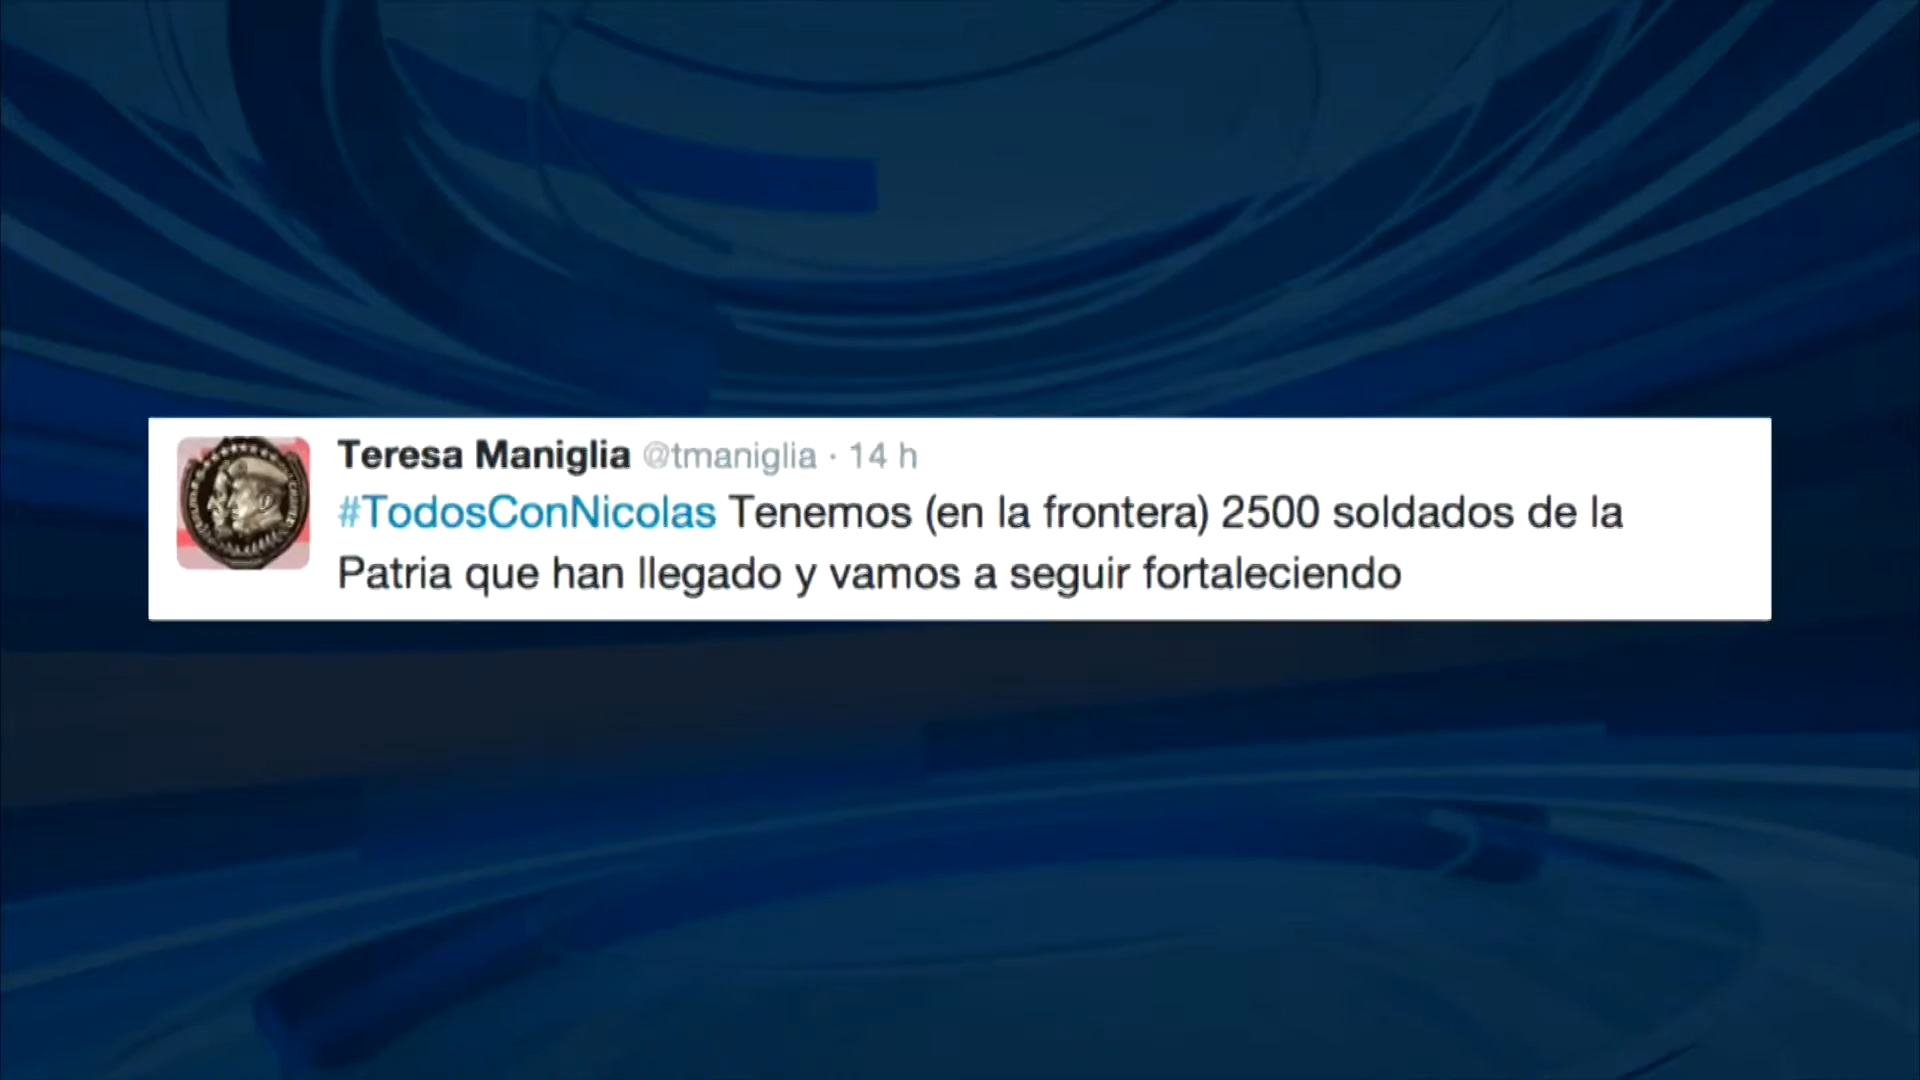 Teresa Maniglia @tmaniglia · 14 h
#TodosConNicolas Tenemos (en la frontera) 2500 soldados de la
Patria que han llegado y vamos a seguir fortaleciendo